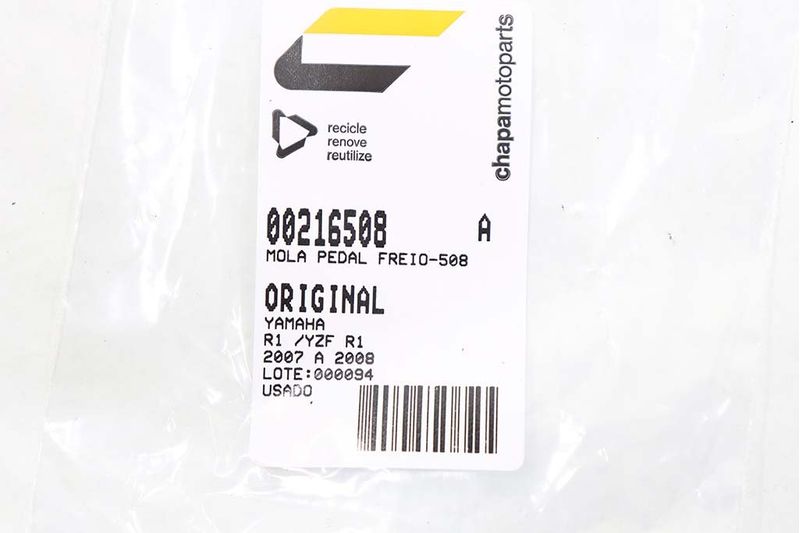 chapamotoparts
recicle
renove
reutilize
00216508 A
MOLA PEDAL FREIO-508
ORIGINAL
YAMAHA
R1 /YZF R1
2007 A 2008
LOTE:000094
USADO